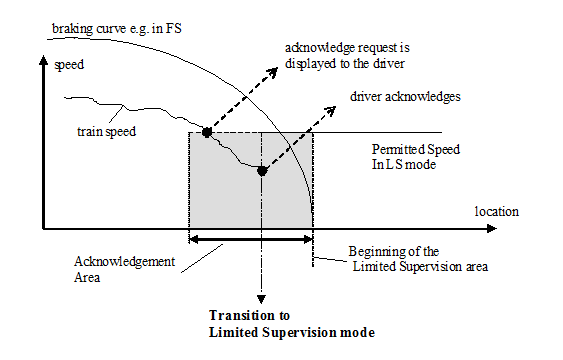 braking curve e.g. in FS
acknowledge request is
displayed to the driver
speed
driver acknowledges
train speed
Permitted Speed
In LS mode
location
Acknowledgement
Area
Beginning of the
Limited Supervision area
Transition to
Limited Supervision mode